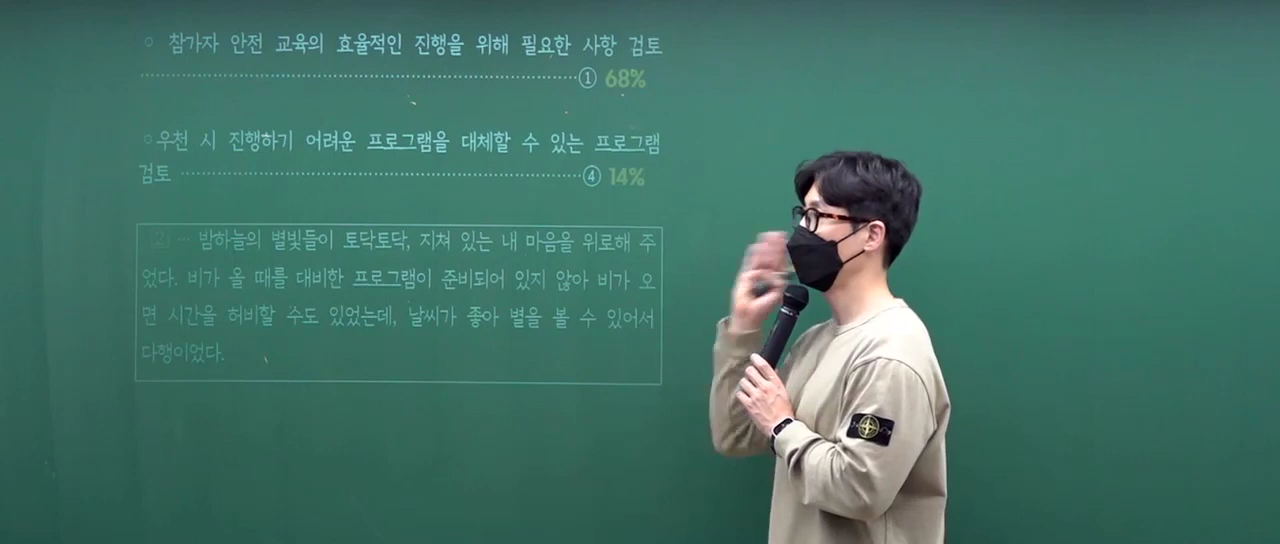 ○ 참가자 안전 교육의 효율적인 진행을 위해 필요한 사항 검토
① 68%
○ 우천 시 진행하기 어려운 프로그램을 대체할 수 있는 프로그램
검토 ④ 14%
(2) … 밤하늘의 별빛들이 토닥토닥, 지쳐 있는 내 마음을 위로해 주
었다. 비가 올 때를 대비한 프로그램이 준비되어 있지 않아 비가 오
면 시간을 허비할 수도 있었는데, 날씨가 좋아 별을 볼 수 있어서
다행이었다.